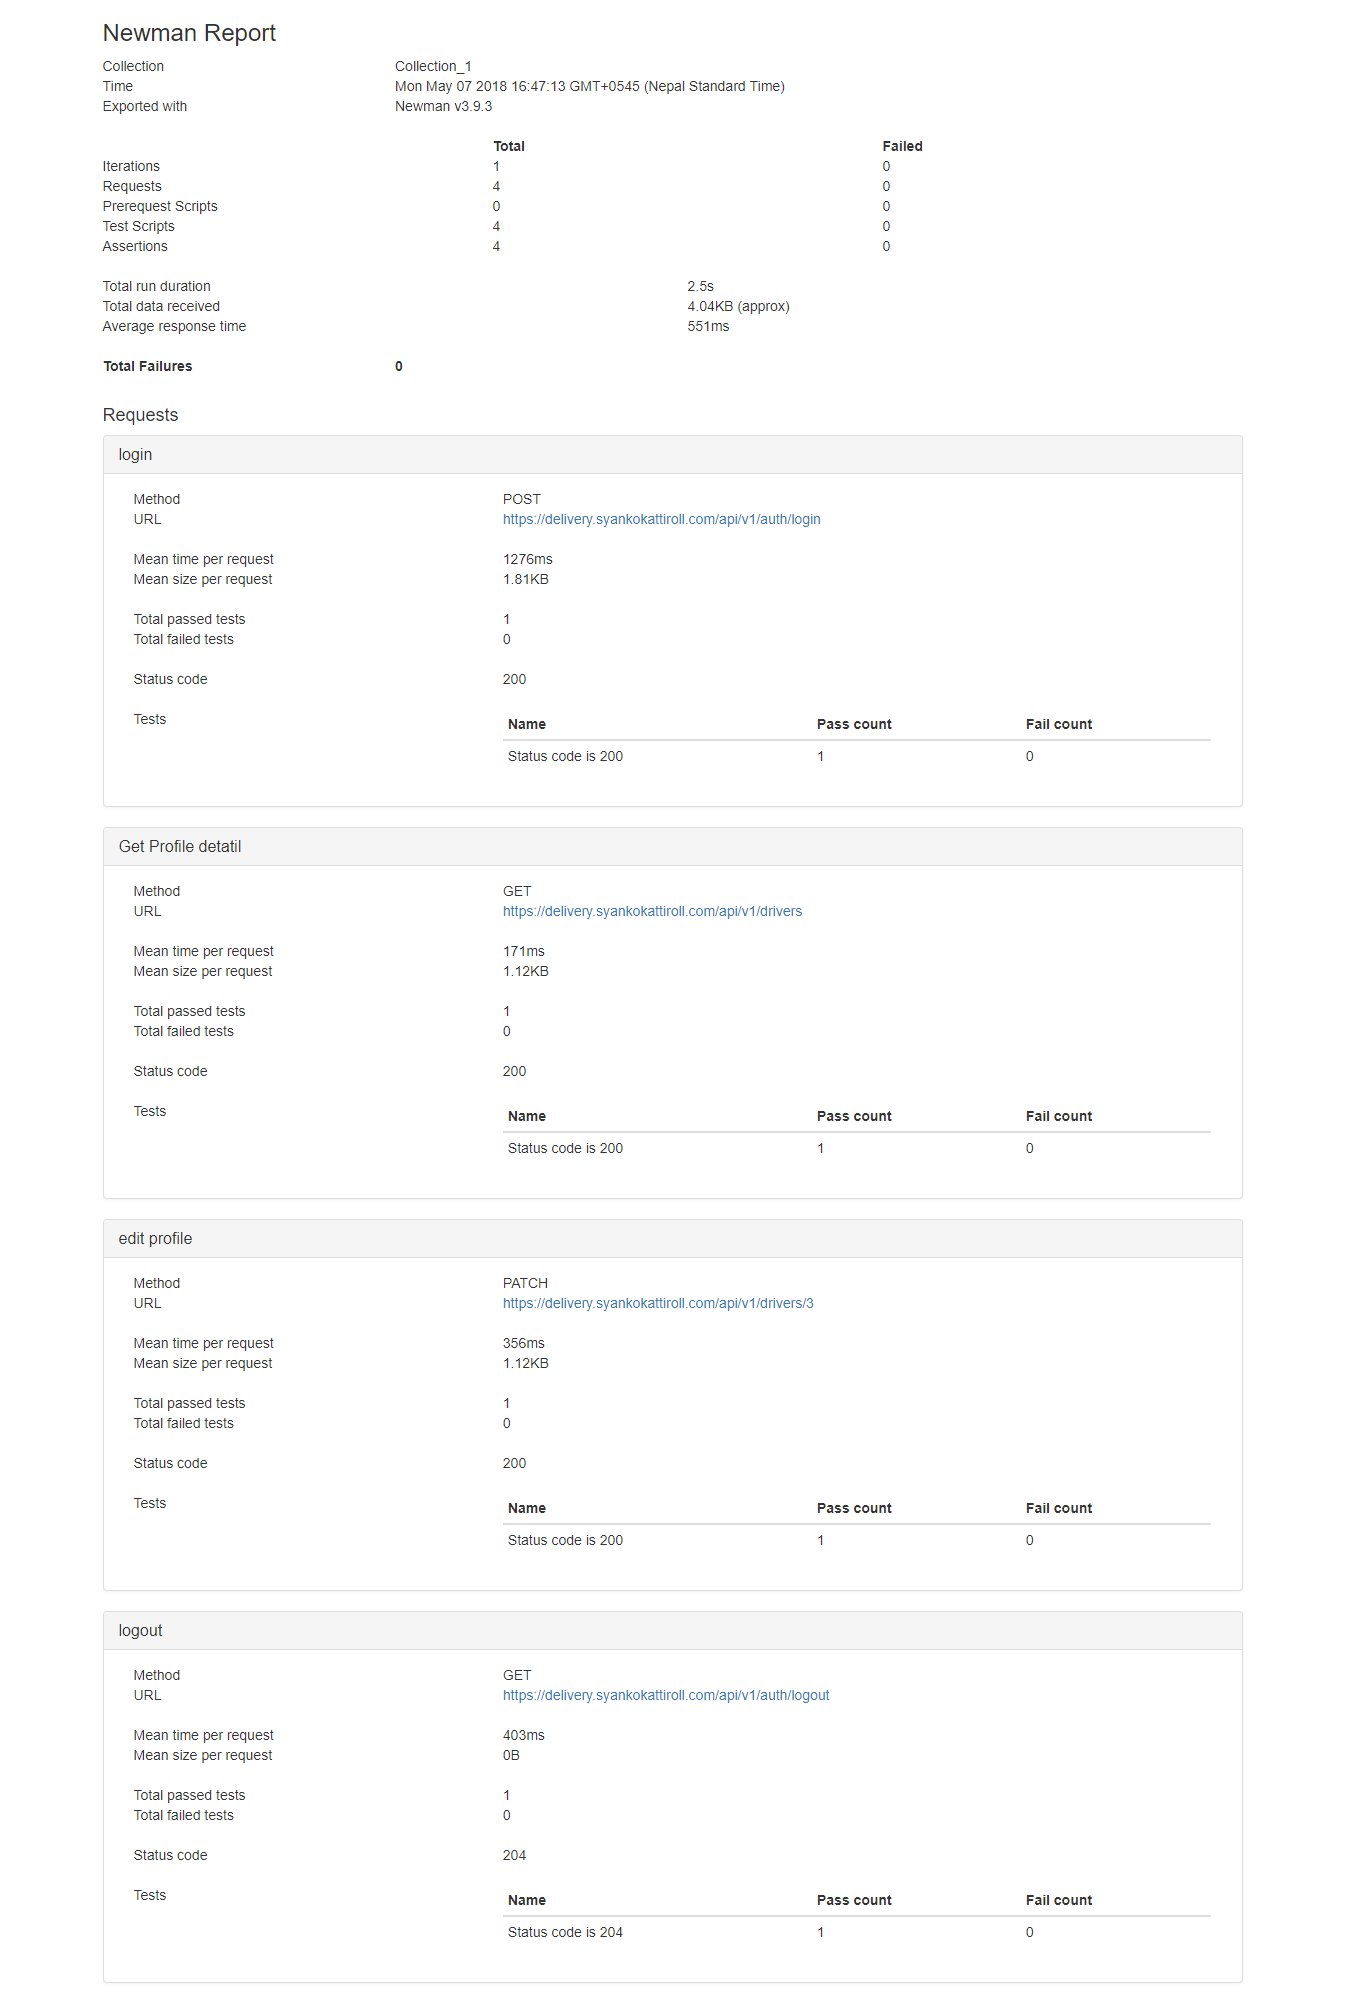 Newman Report
Collection Collection_1
Time Mon May 07 2018 16:47:13 GMT+0545 (Nepal Standard Time)
Exported with Newman v3.9.3
Total Failed
Iterations 1 0
Requests 4 0
Prerequest Scripts 0 0
Test Scripts 4 0
Assertions 4 0
Total run duration 2.5s
Total data received 4.04KB (approx)
Average response time 551ms
Total Failures 0
Requests
login
Method POST
URL https://delivery.syankokattiroll.com/api/v1/auth/login
Mean time per request 1276ms
Mean size per request 1.81KB
Total passed tests 1
Total failed tests 0
Status code 200
Tests Name Pass count Fail count
Status code is 200 1 0
Get Profile detatil
Method GET
URL https://delivery.syankokattiroll.com/api/v1/drivers
Mean time per request 171ms
Mean size per request 1.12KB
Total passed tests 1
Total failed tests 0
Status code 200
Tests Name Pass count Fail count
Status code is 200 1 0
edit profile
Method PATCH
URL https://delivery.syankokattiroll.com/api/v1/drivers/3
Mean time per request 356ms
Mean size per request 1.12KB
Total passed tests 1
Total failed tests 0
Status code 200
Tests Name Pass count Fail count
Status code is 200 1 0
logout
Method GET
URL https://delivery.syankokattiroll.com/api/v1/auth/logout
Mean time per request 403ms
Mean size per request 0B
Total passed tests 1
Total failed tests 0
Status code 204
Tests Name Pass count Fail count
Status code is 204 1 0